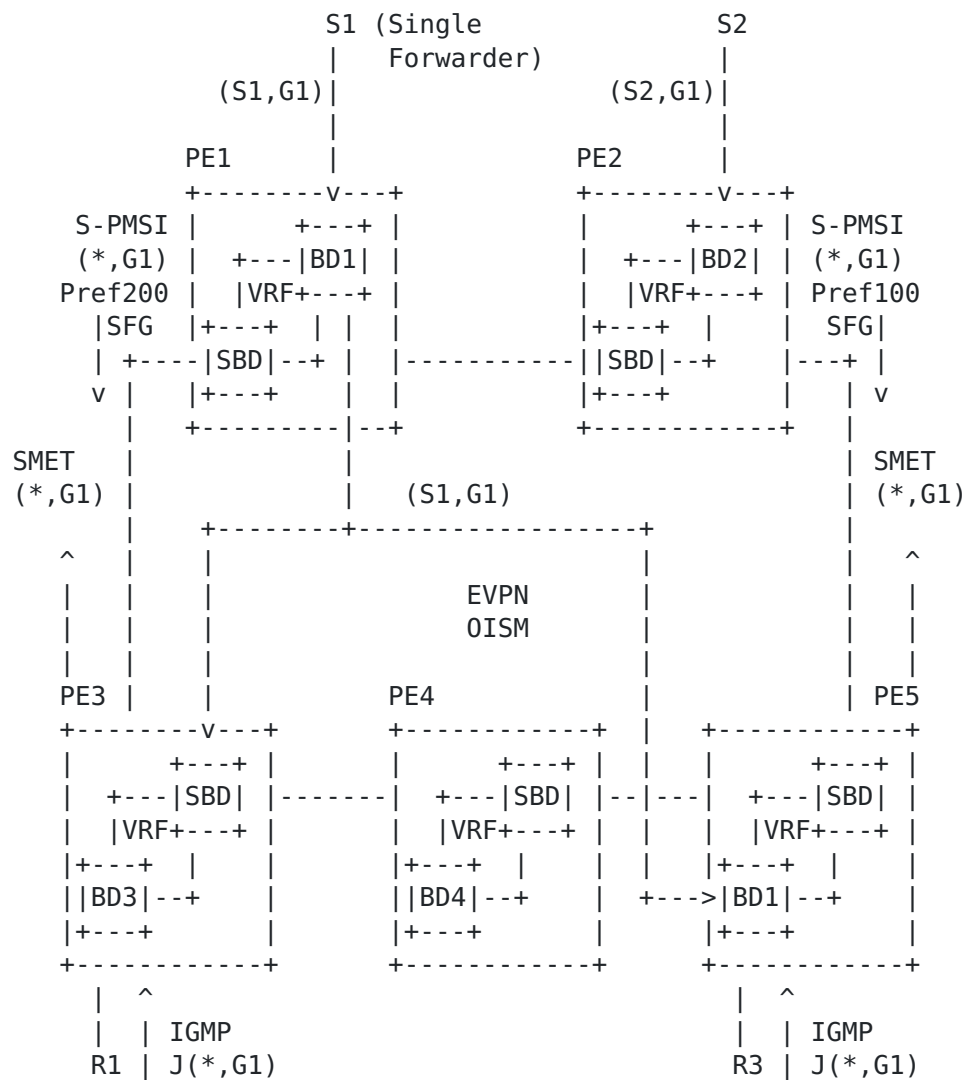 S1 (Single S2
Forwarder)
(S1,G1) (S2,G1)
PE1 PE2
S-PMSI S-PMSI
(*,G1) BD1 BD2 (*,G1)
Pref200 VRF VRF Pref100
SFG SFG
SBD SBD
SMET SMET
(*,G1) (S1,G1) (*,G1)
EVPN
OISM
PE3 PE4 PE5
SBD SBD SBD
VRF VRF VRF
BD3 BD4 BD1
IGMP IGMP
R1 J(*,G1) R3 J(*,G1)